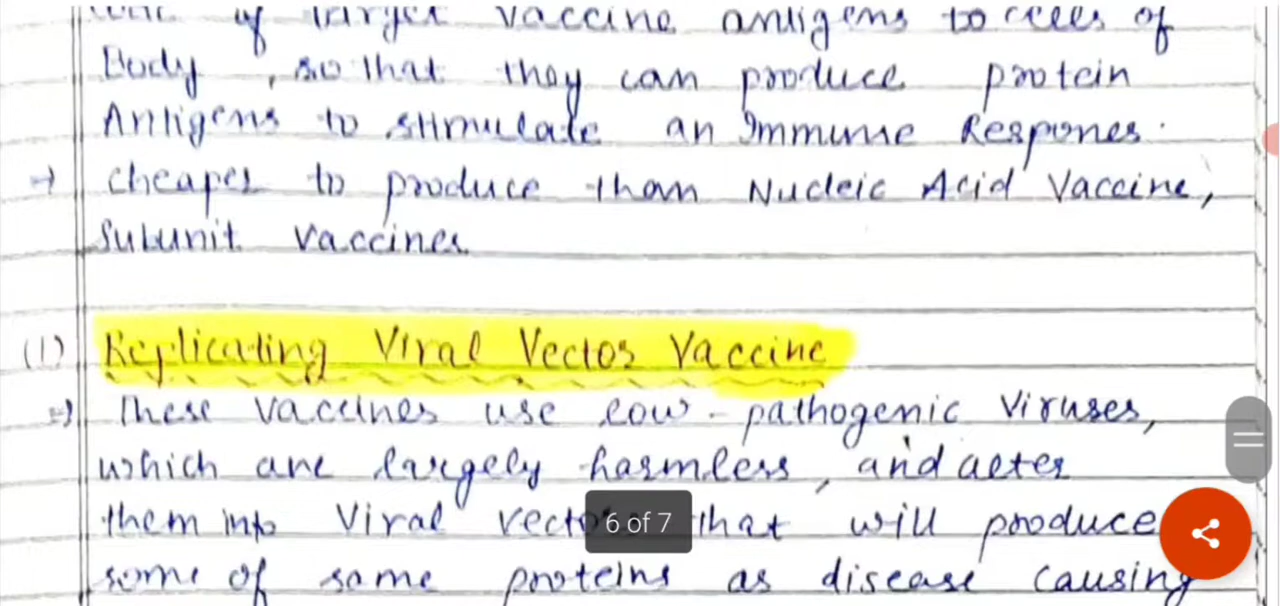 of target vaccine antigens to cells of
Body, so that they can produce protein
Antigens to stimulate an Immune Respones.
→ cheaper to produce than Nucleic Acid Vaccine,
Subunit vaccines
(1) Replicating Viral Vector Vaccine
⇒ These vaccines use low-pathogenic viruses,
which are largely harmless, and alter
them into Viral vectors that will produce
some of same proteins as disease causing
6 of 7